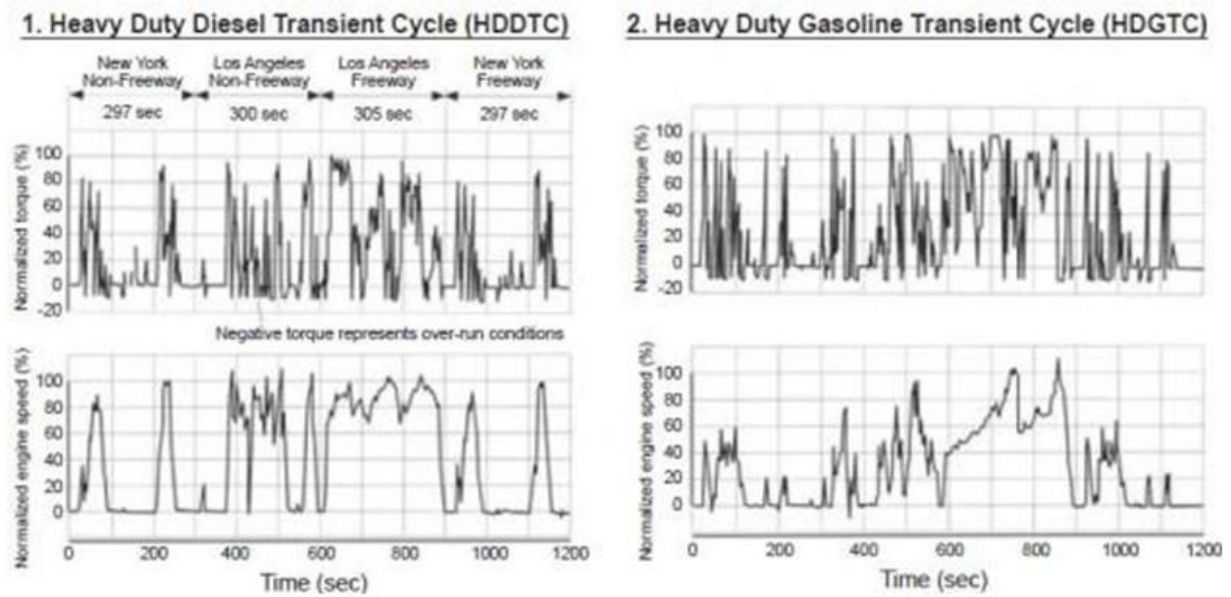 1. Heavy Duty Diesel Transient Cycle (HDDTC)
New York
Non-Freeway
Los Angeles
Non-Freeway
Los Angeles
Freeway
New York
Freeway
297 sec
300 sec
305 sec
297 sec
Normalized torque (%)
100
80
60
40
20
0
-20
Negative torque represents over-run conditions
Normalized engine speed (%)
100
80
60
40
20
0
0 200 400 600 800 1000 1200
Time (sec)
2. Heavy Duty Gasoline Transient Cycle (HDGTC)
Normalized torque (%)
100
80
60
40
20
0
-20
Normalized engine speed (%)
100
80
60
40
20
0
0 200 400 600 800 1000 1200
Time (sec)